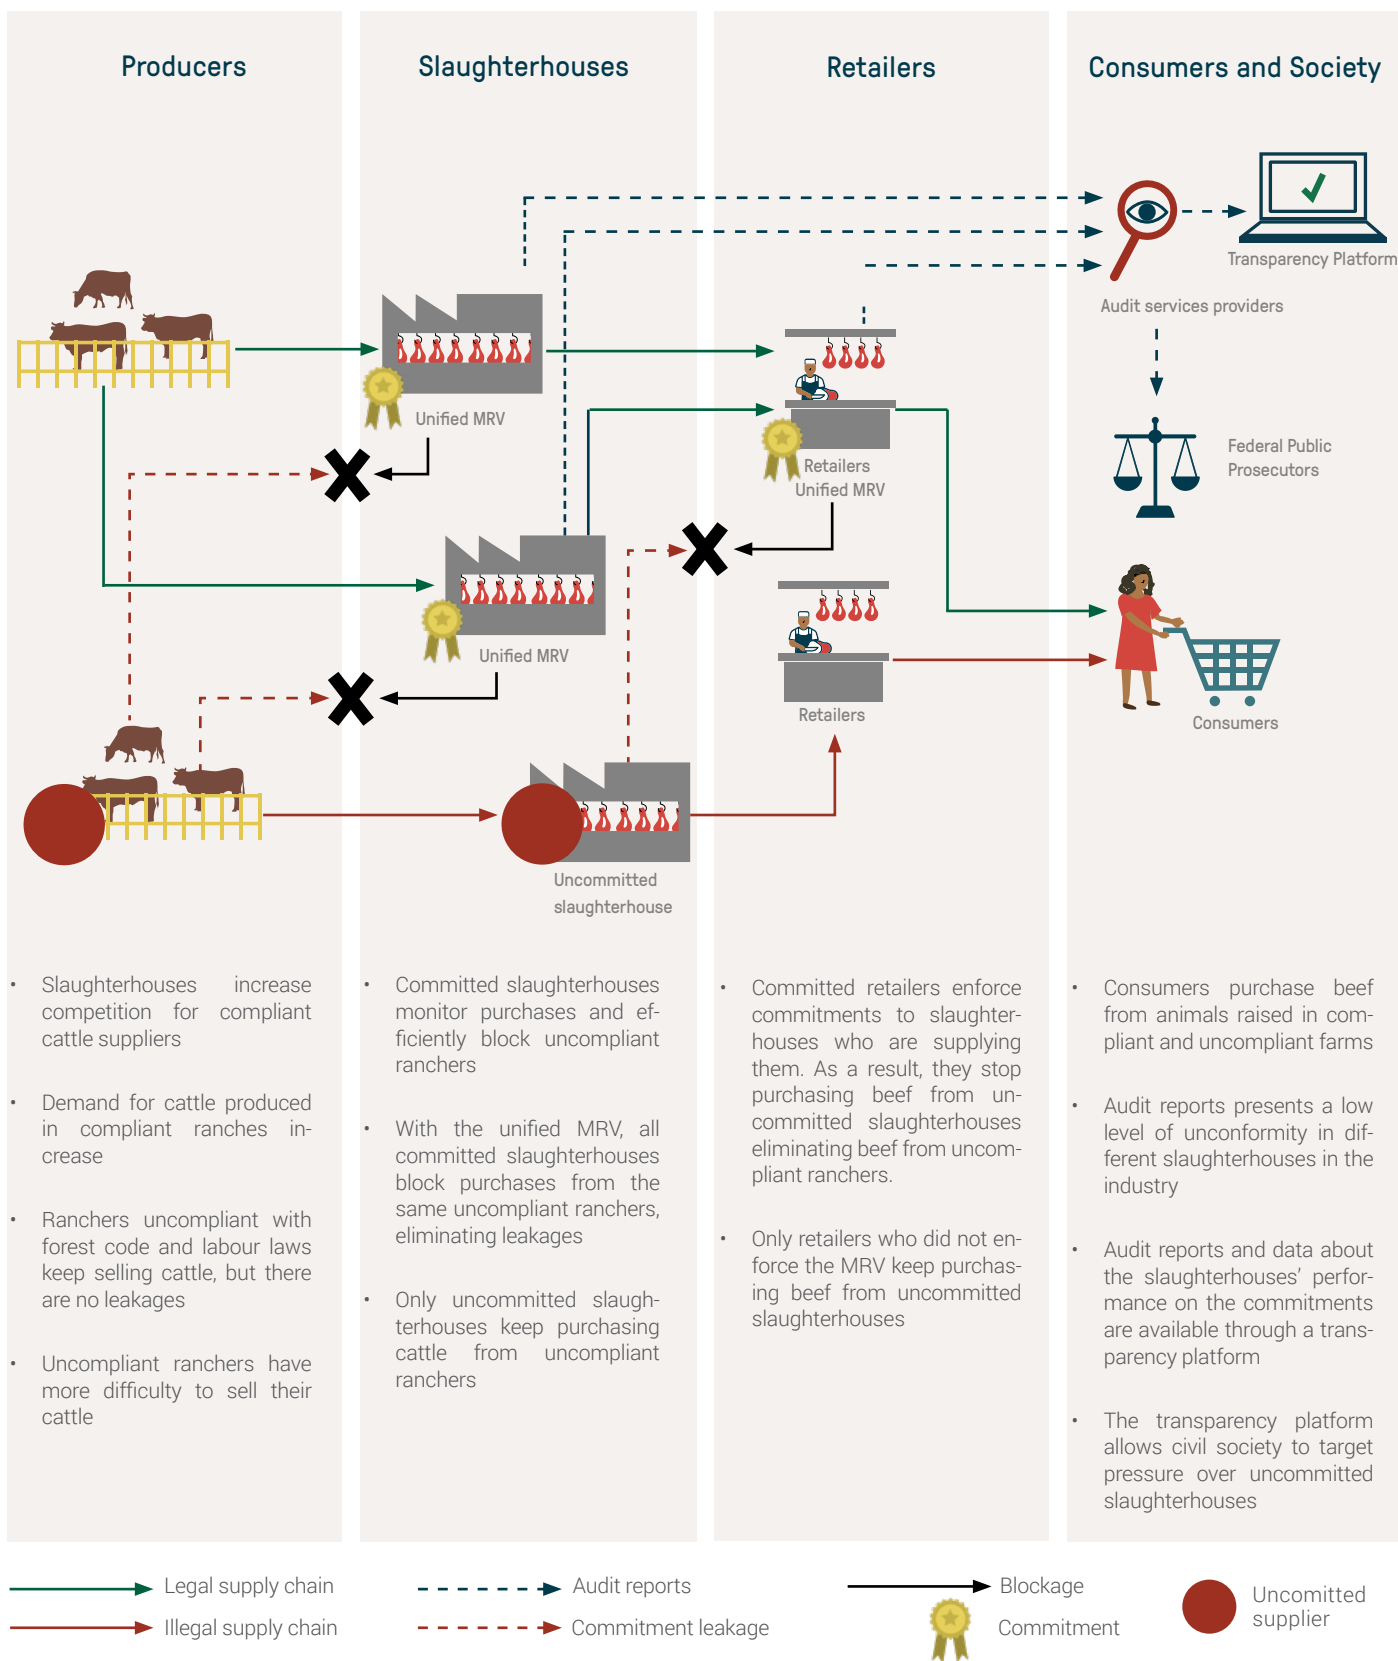 Producers
Slaughterhouses
Retailers
Consumers and Society
Transparency Platform
Audit services providers
Unified MRV
Federal Public
Prosecutors
Retailers
Unified MRV
Unified MRV
Retailers
Consumers
Uncommitted
slaughterhouse
• Slaughterhouses increase
competition for compliant
cattle suppliers
• Demand for cattle produced
in compliant ranches in-
crease
• Ranchers uncompliant with
forest code and labour laws
keep selling cattle, but there
are no leakages
• Uncompliant ranchers have
more difficulty to sell their
cattle
• Committed slaughterhouses
monitor purchases and ef-
ficiently block uncompliant
ranchers
• With the unified MRV, all
committed slaughterhouses
block purchases from the
same uncompliant ranchers,
eliminating leakages
• Only uncommitted slaugh-
terhouses keep purchasing
cattle from uncompliant
ranchers
• Committed retailers enforce
commitments to slaughter-
houses who are supplying
them. As a result, they stop
purchasing beef from un-
committed slaughterhouses
eliminating beef from uncom-
pliant ranchers.
• Only retailers who did not en-
force the MRV keep purchas-
ing beef from uncommitted
slaughterhouses
• Consumers purchase beef
from animals raised in com-
pliant and uncompliant farms
• Audit reports presents a low
level of unconformity in dif-
ferent slaughterhouses in the
industry
• Audit reports and data about
the slaughterhouses’ perfor-
mance on the commitments
are available through a trans-
parency platform
• The transparency platform
allows civil society to target
pressure over uncommitted
slaughterhouses
Legal supply chain
Illegal supply chain
Audit reports
Commitment leakage
Blockage
Commitment
Uncomitted
supplier